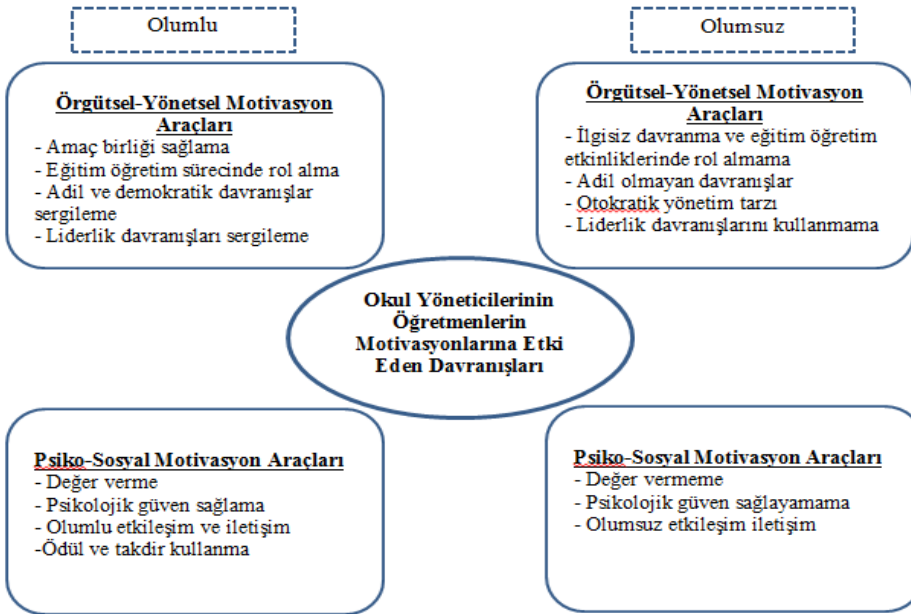 Olumlu
Olumsuz
Örgütsel-Yönetsel Motivasyon
Araçları
- Amaç birliği sağlama
- Eğitim öğretim sürecinde rol alma
- Adil ve demokratik davranışlar
sergileme
- Liderlik davranışları sergileme
Örgütsel-Yönetsel Motivasyon
Araçları
- İlgisiz davranma ve eğitim öğretim
etkinliklerinde rol almama
- Adil olmayan davranışlar
- Otokratik yönetim tarzı
- Liderlik davranışlarını kullanmama
Okul Yöneticilerinin
Öğretmenlerin
Motivasyonlarına Etki
Eden Davranışları
Psiko-Sosyal Motivasyon Araçları
- Değer verme
- Psikolojik güven sağlama
- Olumlu etkileşim ve iletişim
-Ödül ve takdir kullanma
Psiko-Sosyal Motivasyon Araçları
- Değer vermeme
- Psikolojik güven sağlayamama
- Olumsuz etkileşim iletişim